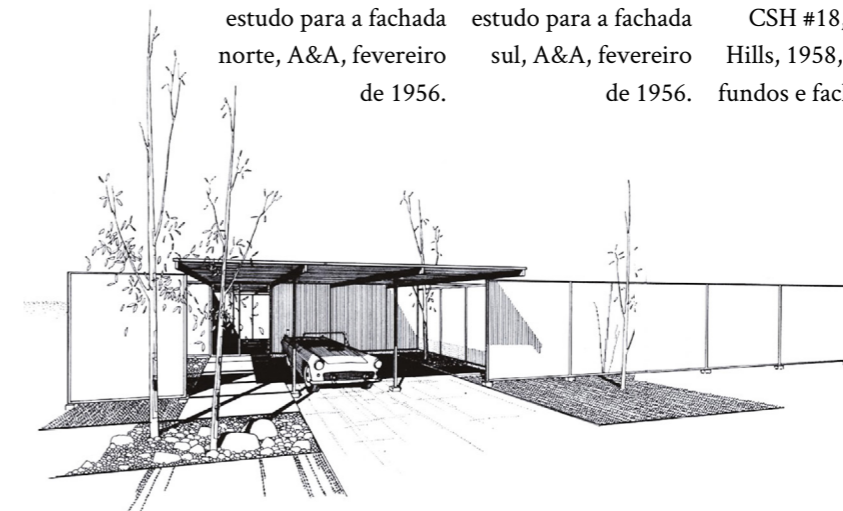 estudo para a fachada
norte, A&A, fevereiro
de 1956.
estudo para a fachada
sul, A&A, fevereiro
de 1956.
CSH #18,
Hills, 1958,
fundos e